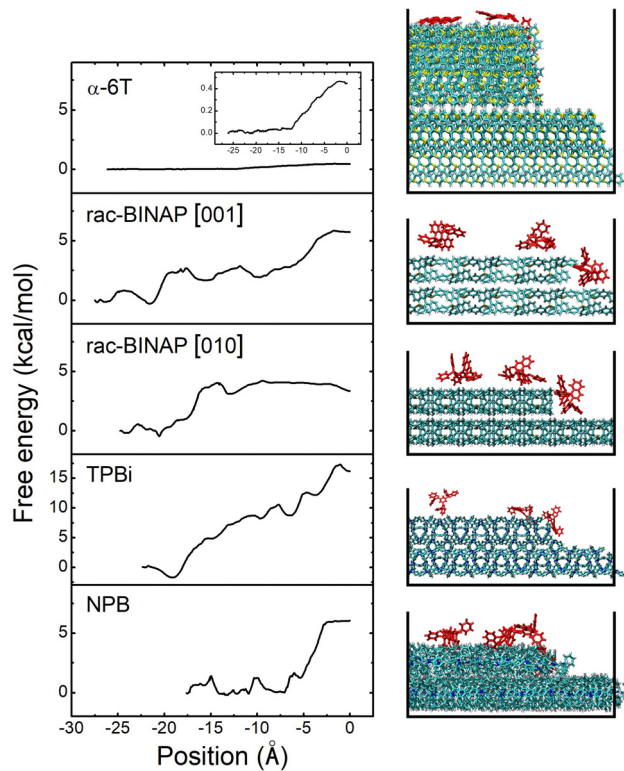 α-6T
0.4
0.2
0.0
-25 -20 -15 -10 -5 0
5
0
rac-BINAP [001]
5
0
rac-BINAP [010]
5
0
TPBi
15
10
5
0
NPB
5
0
-30 -25 -20 -15 -10 -5 0
Position (Å)
Free energy (kcal/mol)